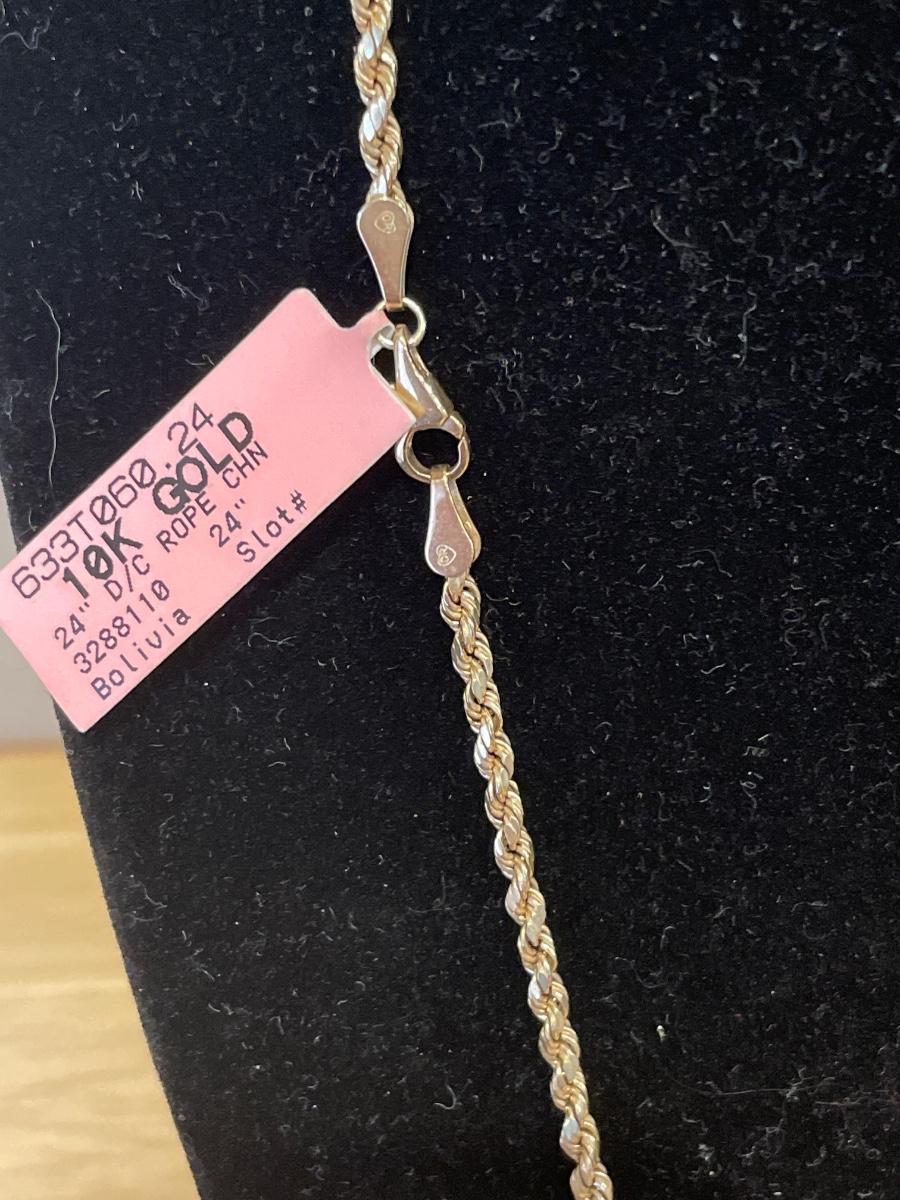 633T060.24
10K GOLD
24" D/C ROPE CHN
3288110 24"
Bolivia Slot#